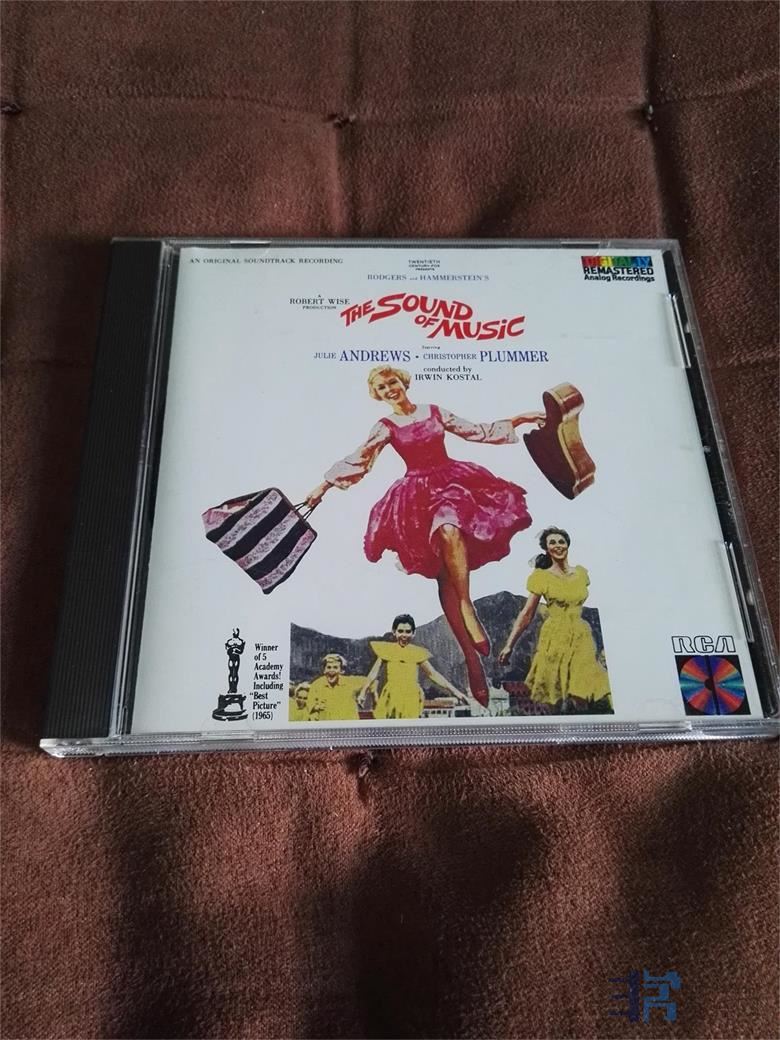 AN ORIGINAL SOUNDTRACK RECORDING
TWENTIETH
CENTURY-FOX
PRESENTS
RODGERS AND HAMMERSTEIN'S
A
ROBERT WISE
PRODUCTION
THE SOUND
OF MUSIC
Starring
JULIE ANDREWS • CHRISTOPHER PLUMMER
conducted by
IRWIN KOSTAL
DIGITALLY
REMASTERED
Analog Recordings
Winner
of 5
Academy
Awards!
Including
"Best
Picture"
(1965)
RCA